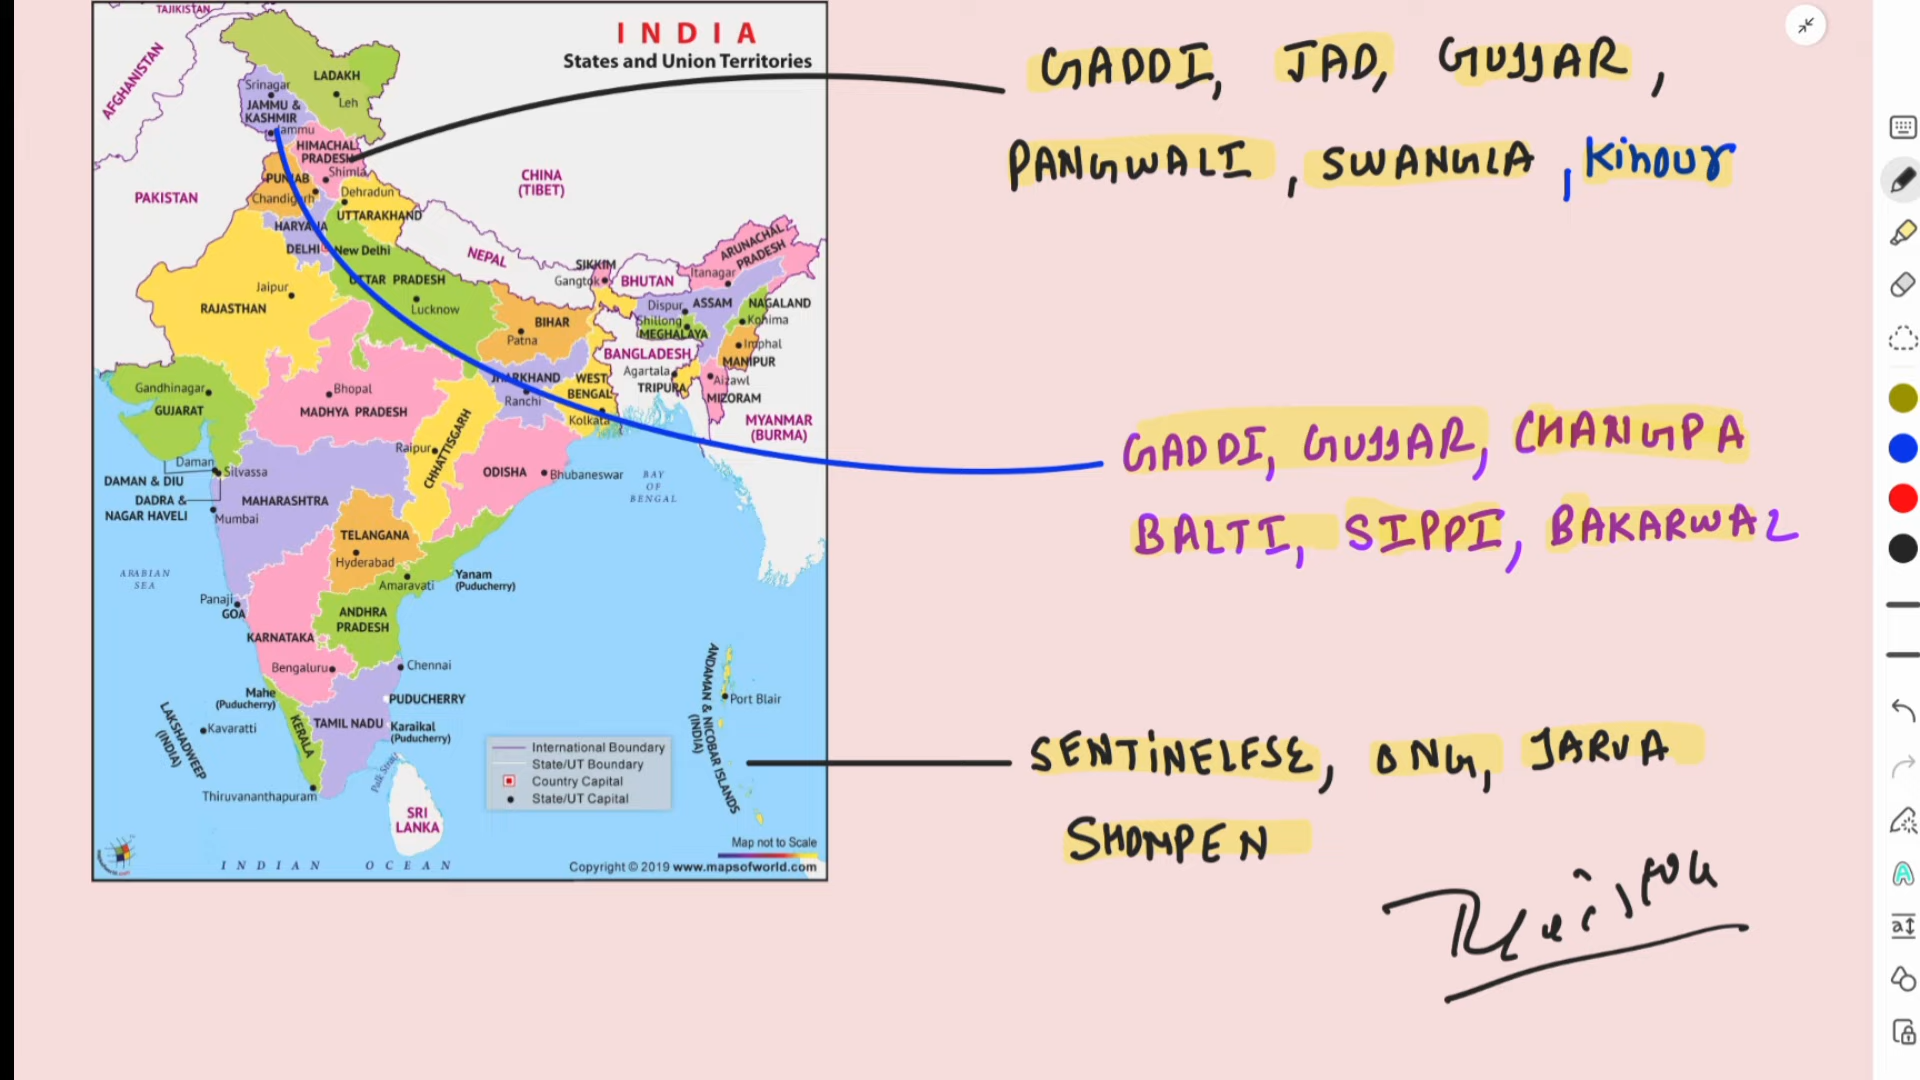 TAJIKISTAN
INDIA
States and Union Territories
AFGHANISTAN
LADAKH
Leh
Srinagar
JAMMU &
KASHMIR
Jammu
HIMACHAL
PRADESH
Shimla
PUNJAB
Chandigarh
Dehradun
UTTARAKHAND
PAKISTAN
CHINA
(TIBET)
HARYANA
DELHI
New Delhi
NEPAL
SIKKIM
Gangtok
BHUTAN
ARUNACHAL
PRADESH
Itanagar
UTTAR PRADESH
Lucknow
Jaipur
RAJASTHAN
BIHAR
Patna
Dispur
ASSAM
NAGALAND
Shillong
Kohima
MEGHALAYA
Imphal
MANIPUR
BANGLADESH
Agartala
TRIPURA
Aizawl
MIZORAM
MYANMAR
(BURMA)
Gandhinagar
GUJARAT
Bhopal
MADHYA PRADESH
JHARKHAND
Ranchi
WEST
BENGAL
Kolkata
Raipur
CHHATTISGARH
ODISHA
Bhubaneswar
BAY
OF
BENGAL
Daman
Silvassa
DAMAN & DIU
DADRA &
NAGAR HAVELI
MAHARASHTRA
Mumbai
TELANGANA
Hyderabad
Amaravati
Yanam
(Puducherry)
ARABIAN
SEA
Panaji
GOA
KARNATAKA
ANDHRA
PRADESH
Bengaluru
Chennai
Mahe
(Puducherry)
PUDUCHERRY
KERALA
TAMIL NADU
Karaikal
(Puducherry)
LAKSHADWEEP
(INDIA)
Kavaratti
ANDAMAN & NICOBAR ISLANDS
(INDIA)
Port Blair
Thiruvananthapuram
Palk Strait
SRI
LANKA
International Boundary
State/UT Boundary
Country Capital
State/UT Capital
Map not to Scale
INDIAN OCEAN
Copyright © 2019 www.mapsofworld.com
GADDI, JAD, GUJJAR,
PANGWALI, SWANGLA, Kinour
GADDI, GUJJAR, CHANGPA
BALTI, SIPPI, BAKARWAL
SENTiNELESE, ONG, JARVA
SHOMPEN